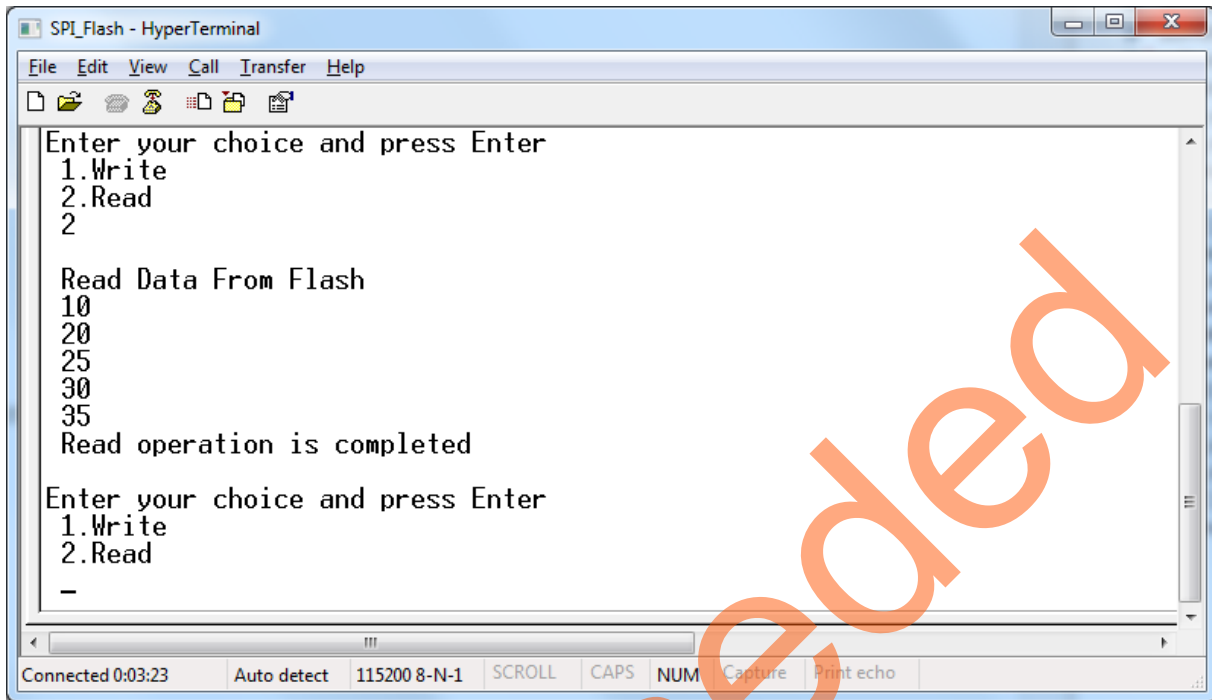 SPI_Flash - HyperTerminal
File Edit View Call Transfer Help
Enter your choice and press Enter
1.Write
2.Read
2
Read Data From Flash
10
20
25
30
35
Read operation is completed
Enter your choice and press Enter
1.Write
2.Read
_
Connected 0:03:23 Auto detect 115200 8-N-1 SCROLL CAPS NUM Capture Print echo
eded